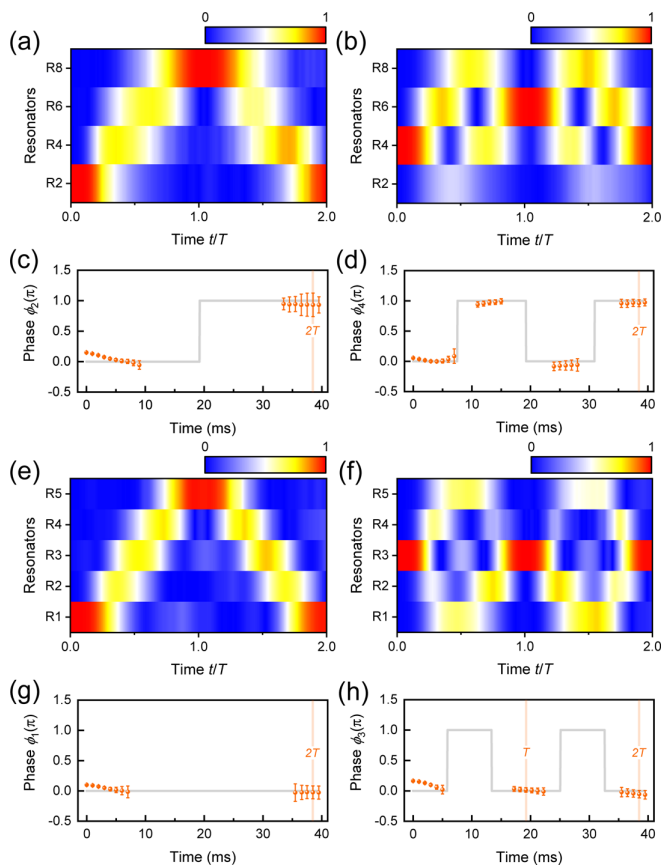 (a)
0 1
R8
R6
R4
R2
Resonators
0.0 1.0 2.0
Time t/T
(b)
0 1
R8
R6
R4
R2
Resonators
0.0 1.0 2.0
Time t/T
(c)
1.5
1.0
0.5
0.0
-0.5
Phase ϕ2(π)
2T
0 10 20 30 40
Time (ms)
(d)
1.5
1.0
0.5
0.0
-0.5
Phase ϕ4(π)
2T
0 10 20 30 40
Time (ms)
(e)
0 1
R5
R4
R3
R2
R1
Resonators
0.0 1.0 2.0
Time t/T
(f)
0 1
R5
R4
R3
R2
R1
Resonators
0.0 1.0 2.0
Time t/T
(g)
1.5
1.0
0.5
0.0
-0.5
Phase ϕ1(π)
2T
0 10 20 30 40
Time (ms)
(h)
1.5
1.0
0.5
0.0
-0.5
Phase ϕ3(π)
T
2T
0 10 20 30 40
Time (ms)